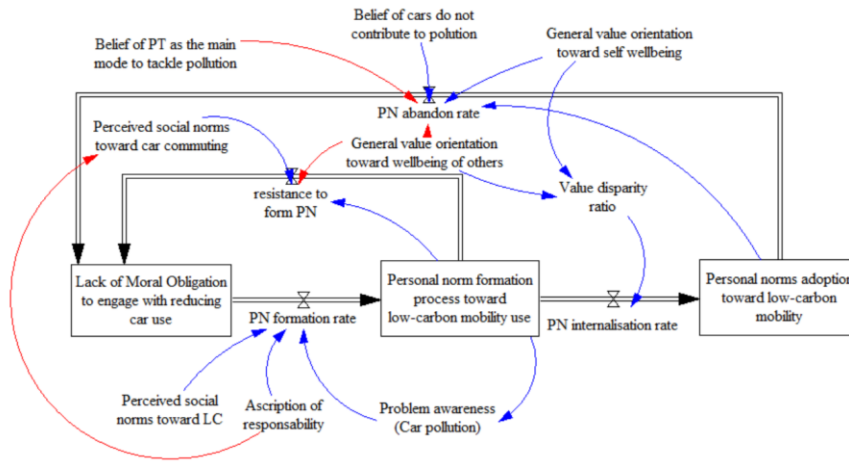 Belief of cars do not
contribute to polution
General value orientation
toward self wellbeing
Belief of PT as the main
mode to tackle pollution
PN abandon rate
Perceived social norms
toward car commuting
General value orientation
toward wellbeing of others
resistance to
form PN
Value disparity
ratio
Lack of Moral Obligation
to engage with reducing
car use
Personal norm formation
process toward
low-carbon mobility use
Personal norms adoption
toward low-carbon
mobility
PN formation rate
PN internalisation rate
Perceived social
norms toward LC
Ascription of
responsability
Problem awareness
(Car pollution)